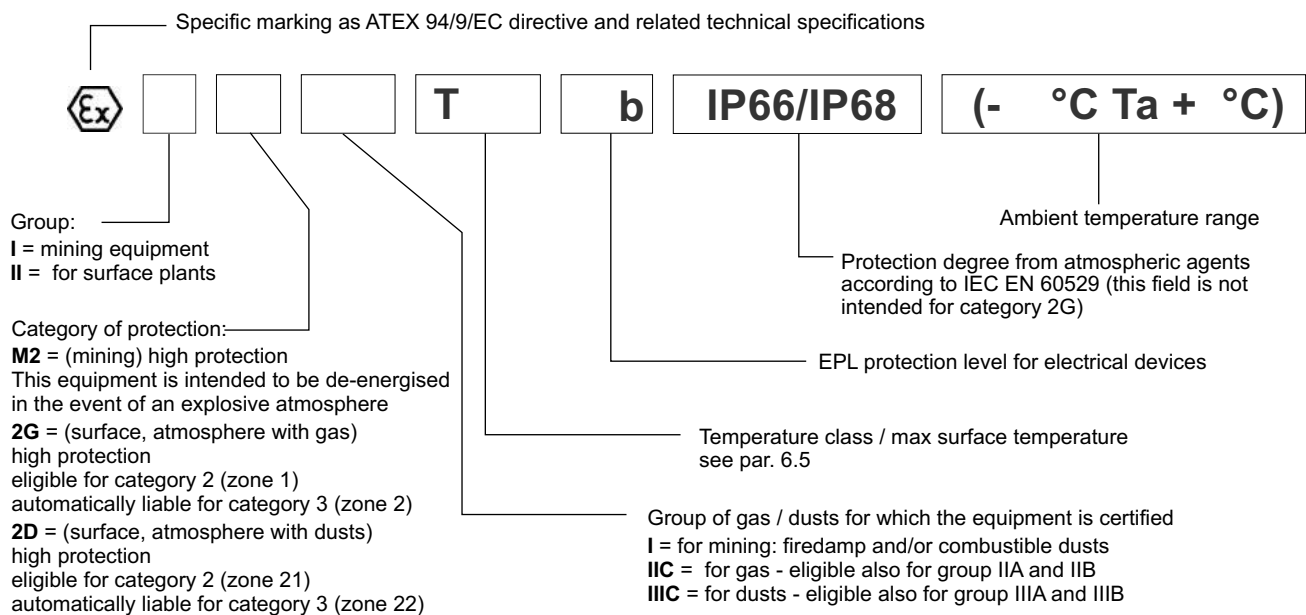 Specific marking as ATEX 94/9/EC directive and related technical specifications
Ex T b IP66/IP68 (- °C Ta + °C)
Group:
I = mining equipment
II = for surface plants
Category of protection:
M2 = (mining) high protection
This equipment is intended to be de-energised
in the event of an explosive atmosphere
2G = (surface, atmosphere with gas)
high protection
eligible for category 2 (zone 1)
automatically liable for category 3 (zone 2)
2D = (surface, atmosphere with dusts)
high protection
eligible for category 2 (zone 21)
automatically liable for category 3 (zone 22)
Ambient temperature range
Protection degree from atmospheric agents
according to IEC EN 60529 (this field is not
intended for category 2G)
EPL protection level for electrical devices
Temperature class / max surface temperature
see par. 6.5
Group of gas / dusts for which the equipment is certified
I = for mining: firedamp and/or combustible dusts
IIC = for gas - eligible also for group IIA and IIB
IIIC = for dusts - eligible also for group IIIA and IIIB